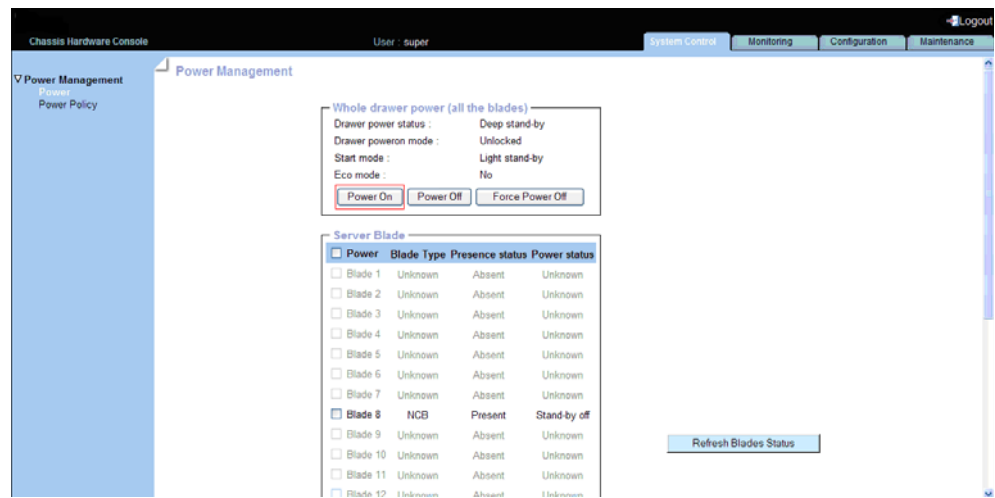 Logout
Chassis Hardware Console User : super System Control Monitoring Configuration Maintenance
Power Management
Power
Power Policy
Power Management
Whole drawer power (all the blades)
Drawer power status : Deep stand-by
Drawer poweron mode : Unlocked
Start mode : Light stand-by
Eco mode : No
Power On Power Off Force Power Off
Server Blade
Power Blade Type Presence status Power status
Blade 1 Unknown Absent Unknown
Blade 2 Unknown Absent Unknown
Blade 3 Unknown Absent Unknown
Blade 4 Unknown Absent Unknown
Blade 5 Unknown Absent Unknown
Blade 6 Unknown Absent Unknown
Blade 7 Unknown Absent Unknown
Blade 8 NCB Present Stand-by off
Blade 9 Unknown Absent Unknown
Refresh Blades Status
Blade 10 Unknown Absent Unknown
Blade 11 Unknown Absent Unknown
Blade 12 Unknown Absent Unknown